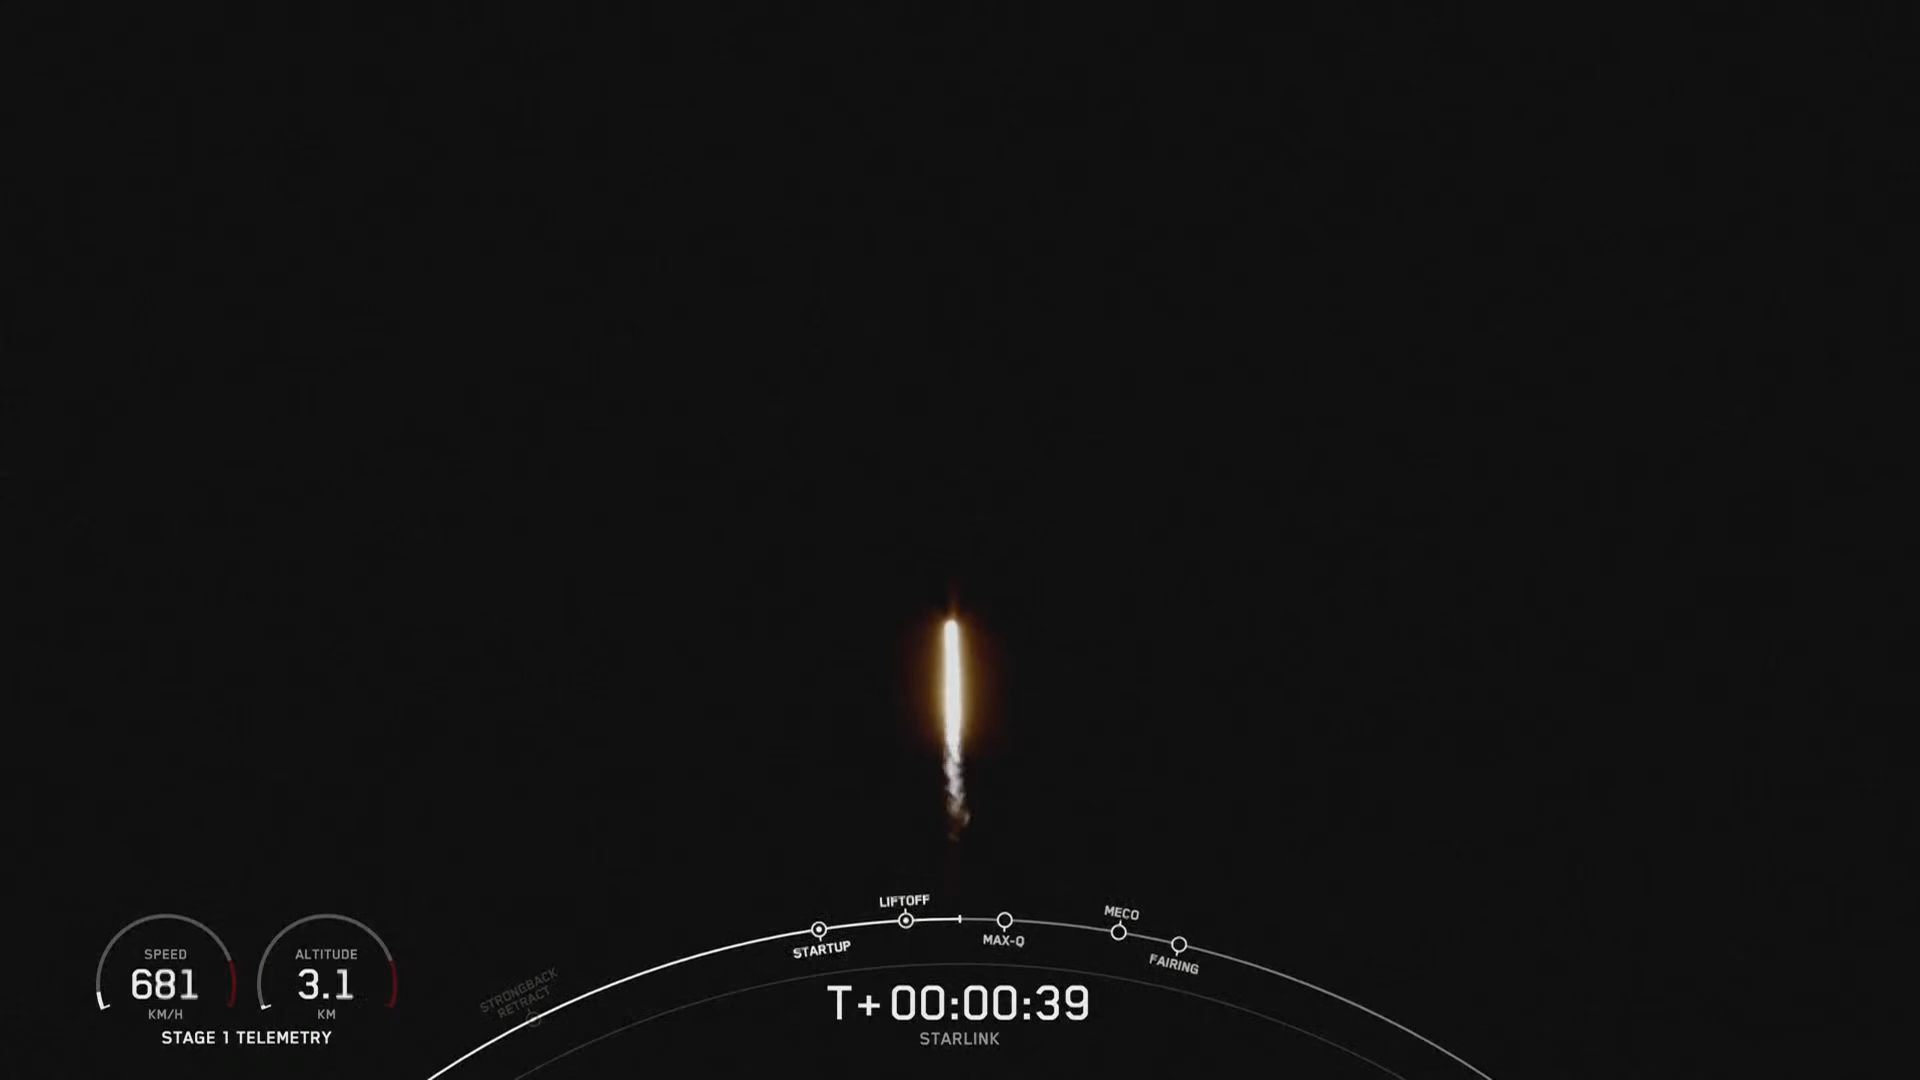 LIFTOFF
MECO
STARTUP
MAX-Q
FAIRING
STRONGBACK
RETRACT
SPEED
681
KM/H
ALTITUDE
3.1
KM
STAGE 1 TELEMETRY
T+00:00:39
STARLINK